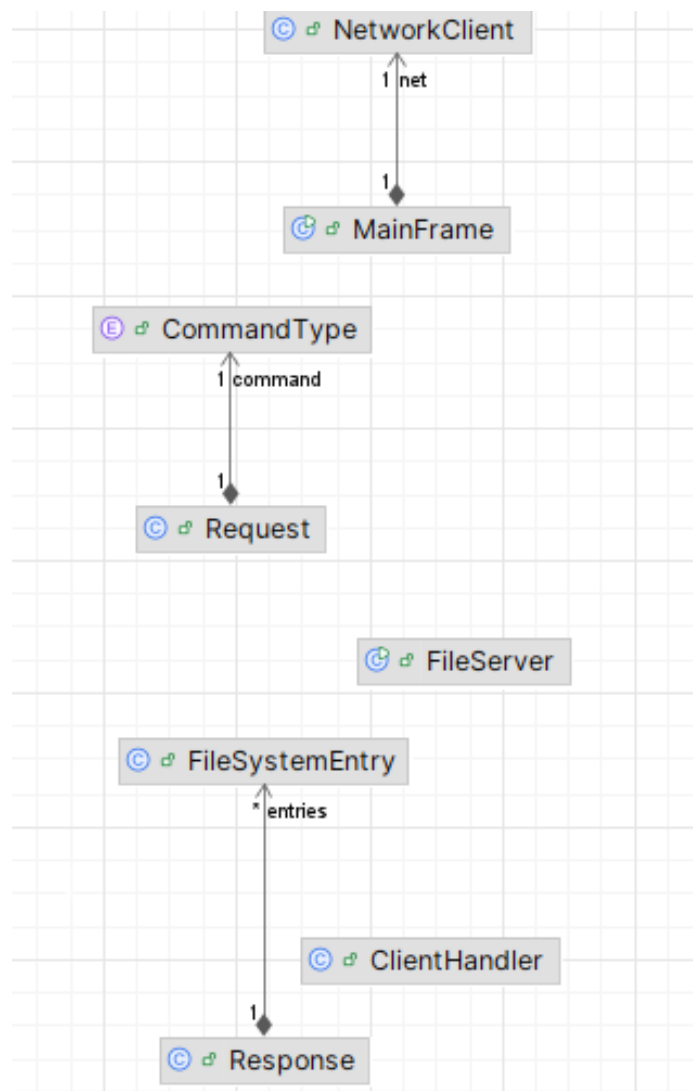 C NetworkClient
1 net
1
C MainFrame
E CommandType
1 command
1
C Request
C FileServer
C FileSystemEntry
* entries
C ClientHandler
1
C Response